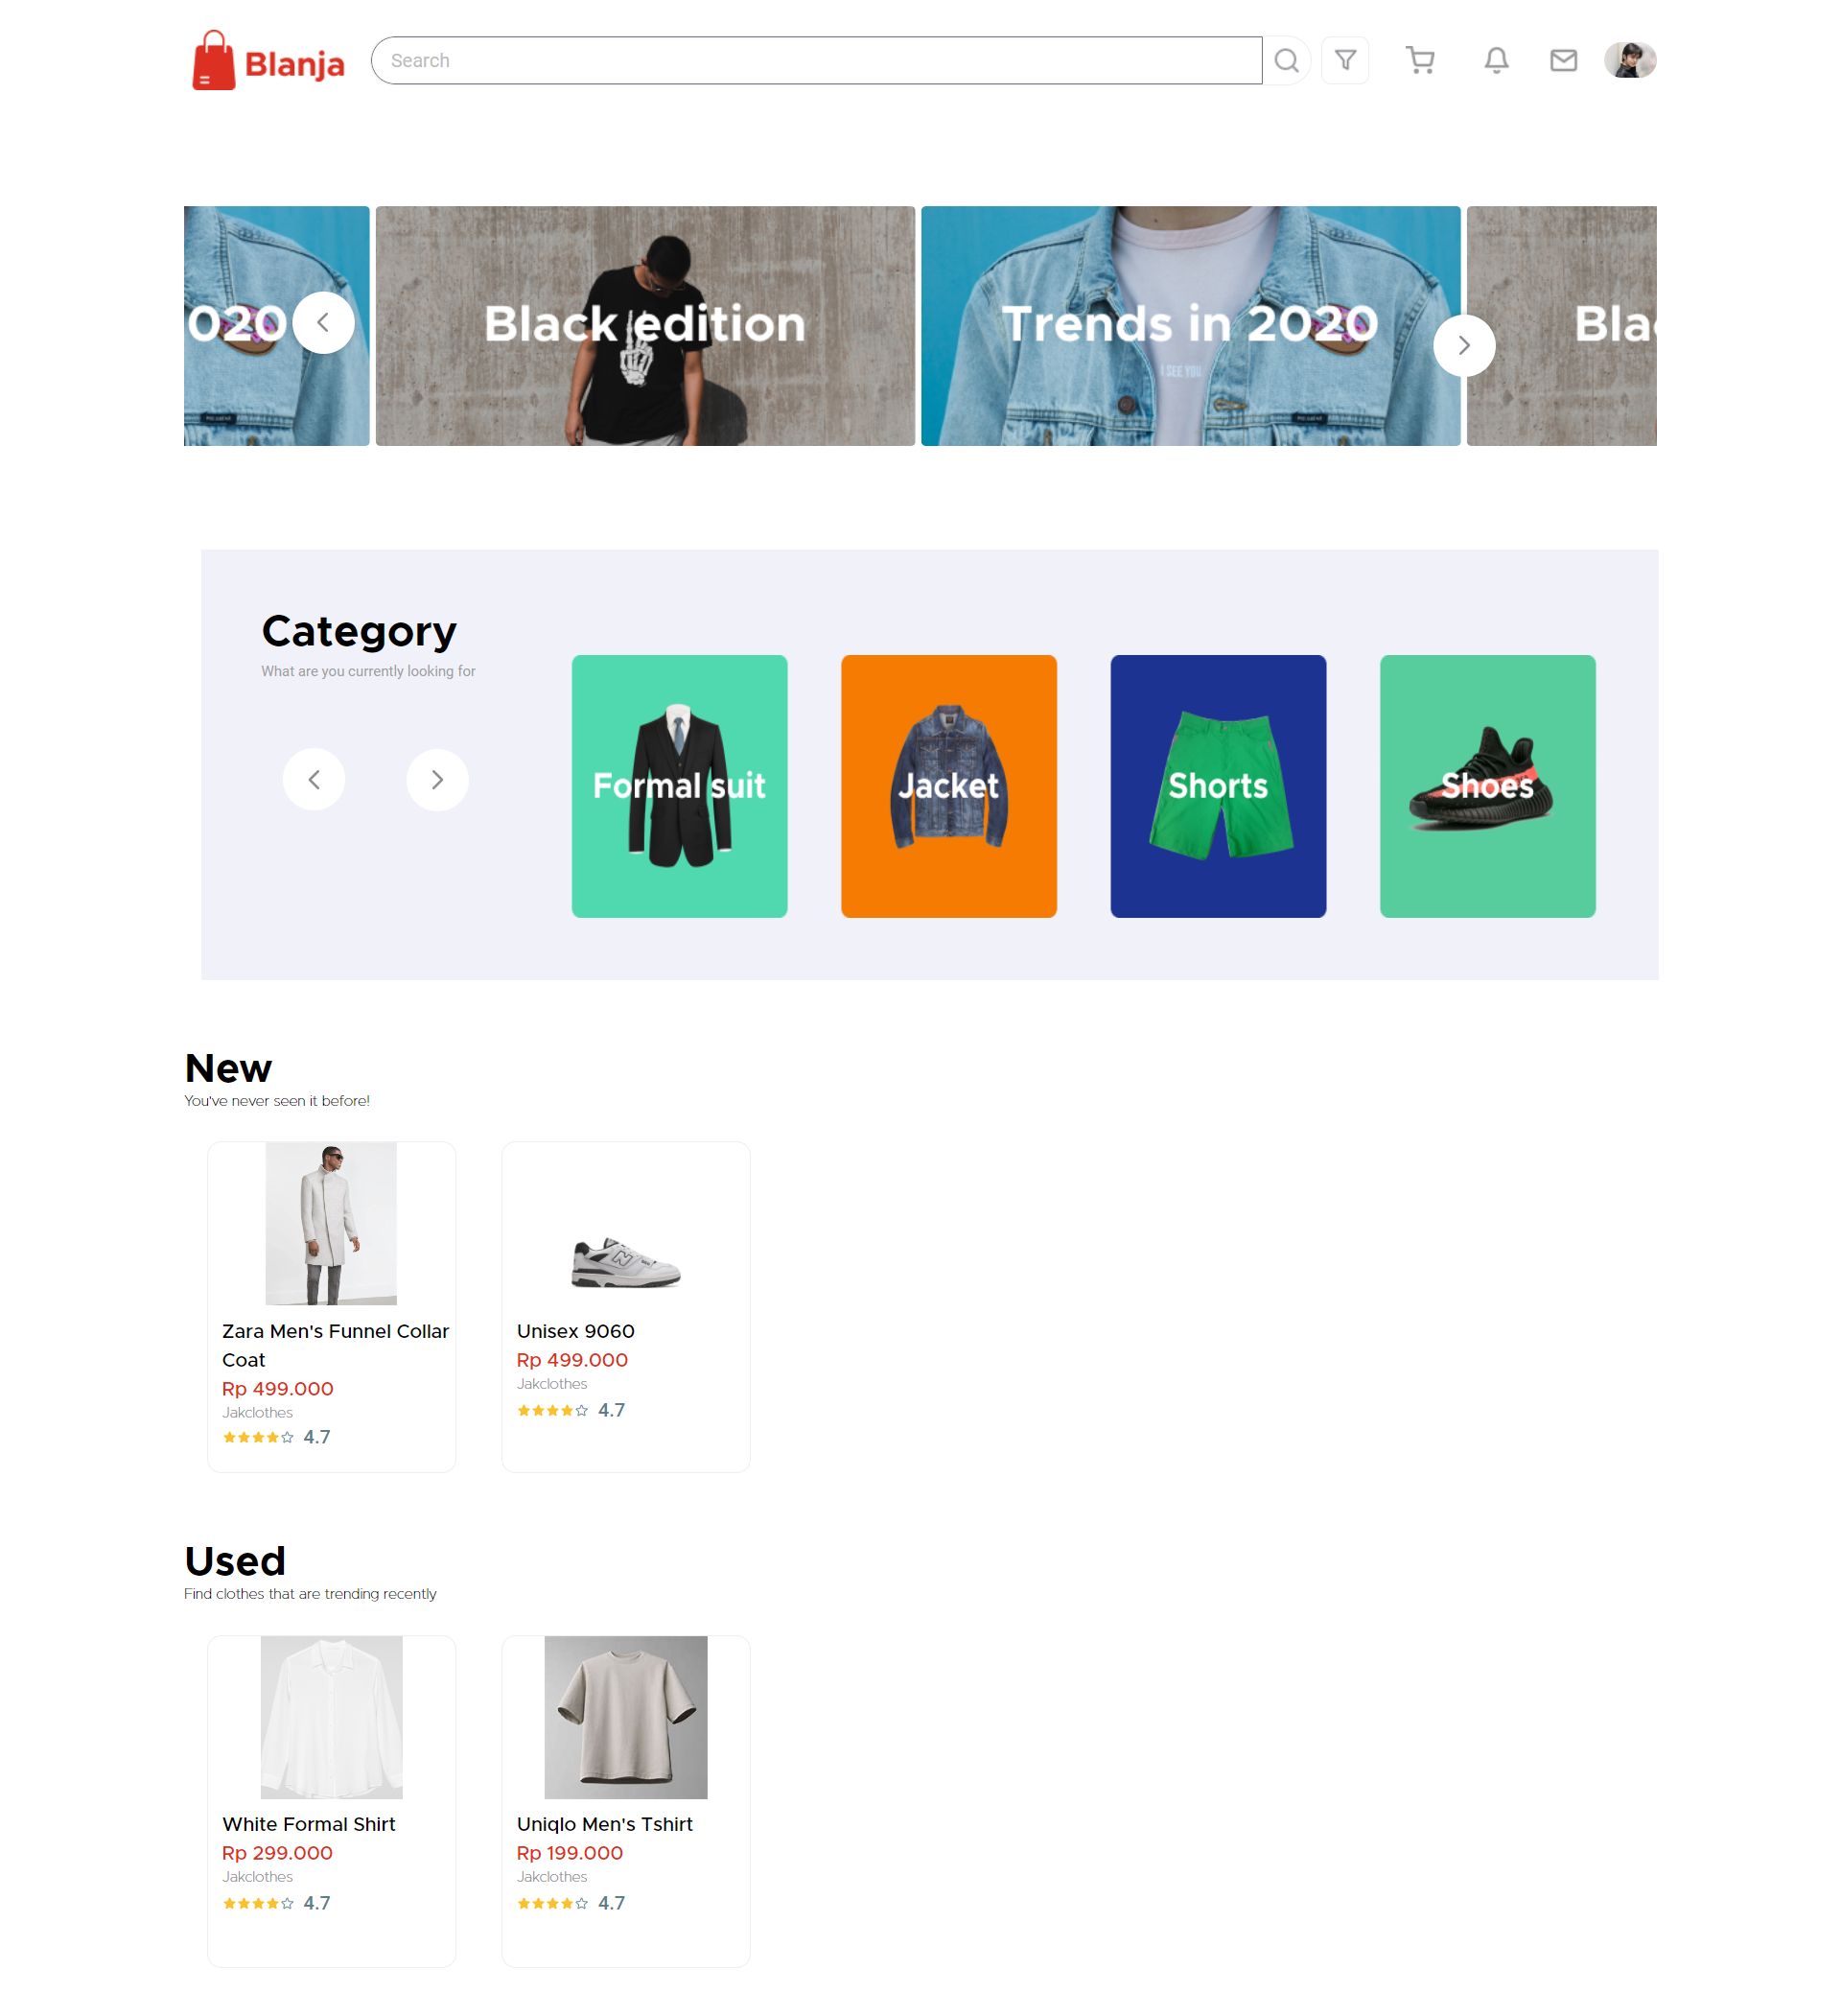 Blanja
Search
020
Black edition
Trends in 2020
I SEE YOU
Bla
Category
What are you currently looking for
Formal suit
Jacket
Shorts
Shoes
New
You've never seen it before!
Zara Men's Funnel Collar
Coat
Rp 499.000
Jakclothes
4.7
Unisex 9060
Rp 499.000
Jakclothes
4.7
Used
Find clothes that are trending recently
White Formal Shirt
Rp 299.000
Jakclothes
4.7
Uniqlo Men's Tshirt
Rp 199.000
Jakclothes
4.7